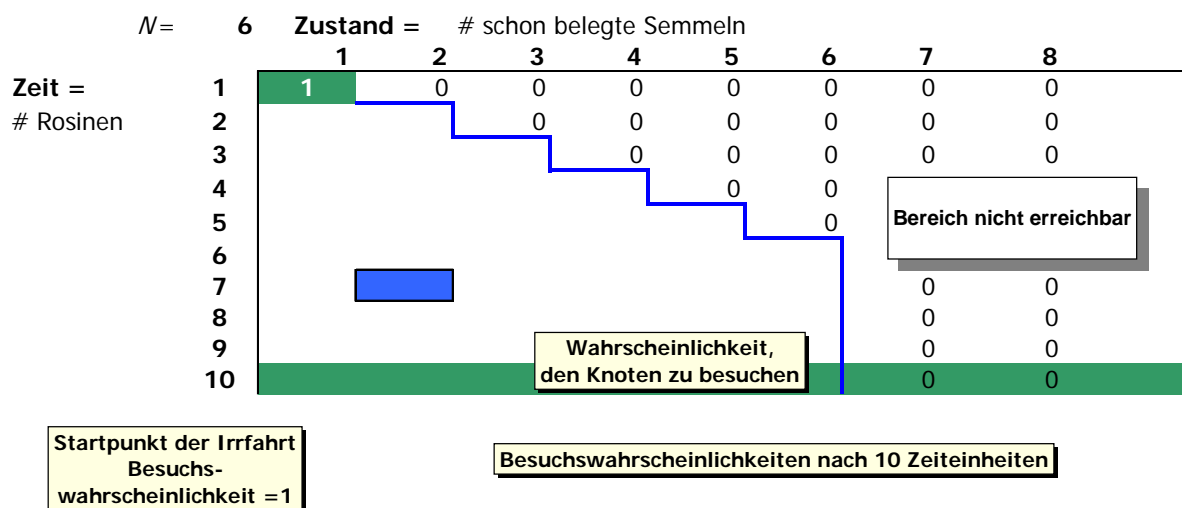 N= 6 Zustand = # schon belegte Semmeln
1 2 3 4 5 6 7 8
Zeit = 1 1 0 0 0 0 0 0 0
# Rosinen 2 0 0 0 0 0 0
3 0 0 0 0 0
4 0 0
5 0
Bereich nicht erreichbar
6
7 0 0
8 0 0
9 0 0
10 0 0
Wahrscheinlichkeit,
den Knoten zu besuchen
Startpunkt der Irrfahrt
Besuchs-
wahrscheinlichkeit =1
Besuchswahrscheinlichkeiten nach 10 Zeiteinheiten